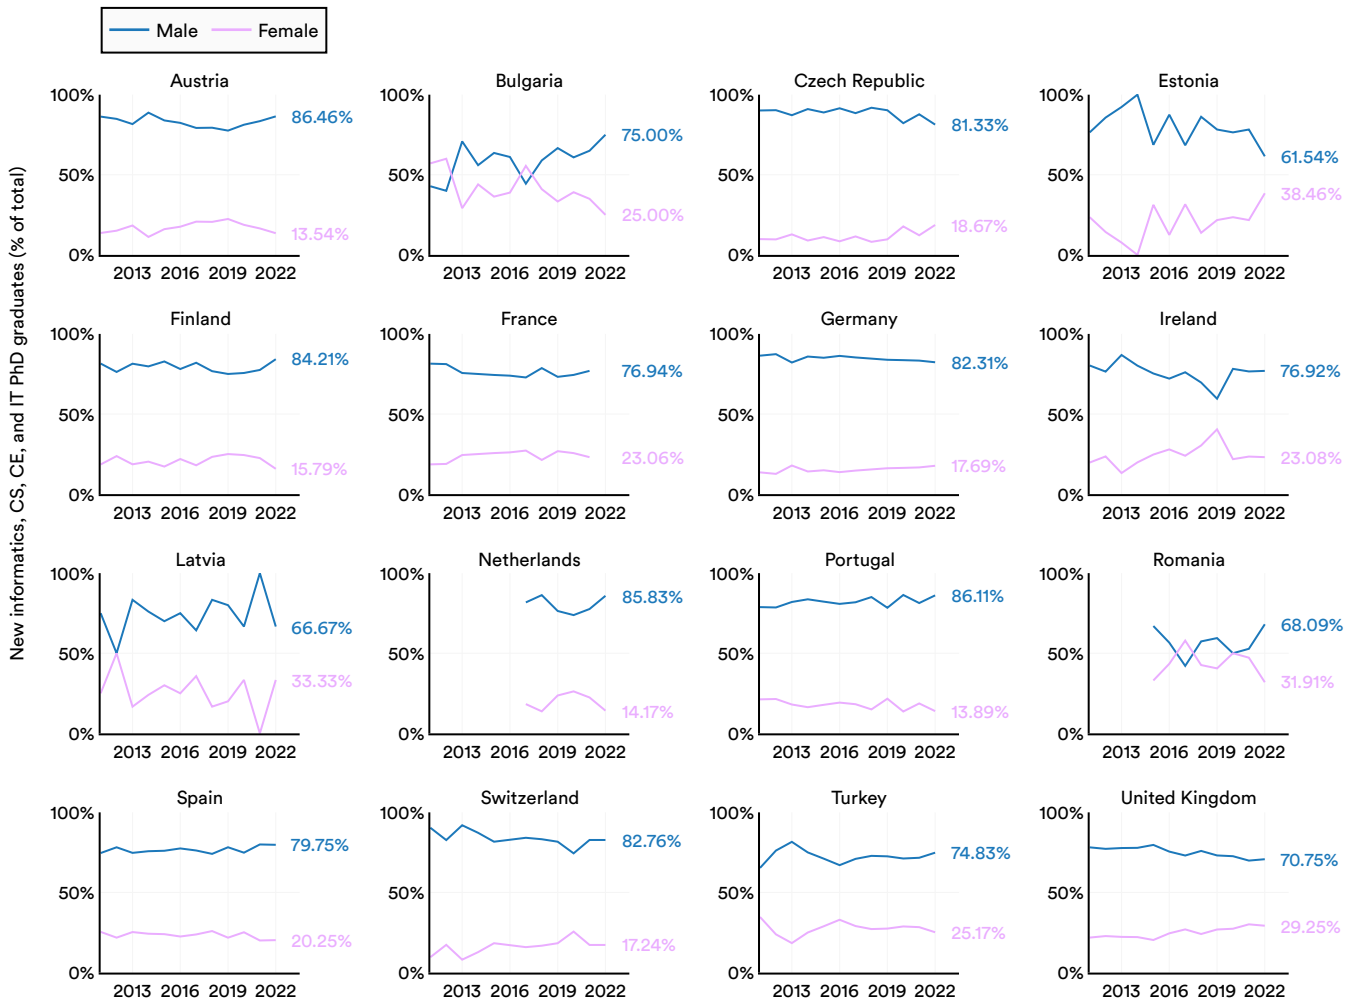 Male Female
New informatics, CS, CE, and IT PhD graduates (% of total)
Austria
100%
50%
0%
86.46%
13.54%
2013 2016 2019 2022
Bulgaria
100%
50%
0%
75.00%
25.00%
2013 2016 2019 2022
Czech Republic
100%
50%
0%
81.33%
18.67%
2013 2016 2019 2022
Estonia
100%
50%
0%
61.54%
38.46%
2013 2016 2019 2022
Finland
100%
50%
0%
84.21%
15.79%
2013 2016 2019 2022
France
100%
50%
0%
76.94%
23.06%
2013 2016 2019 2022
Germany
100%
50%
0%
82.31%
17.69%
2013 2016 2019 2022
Ireland
100%
50%
0%
76.92%
23.08%
2013 2016 2019 2022
Latvia
100%
50%
0%
66.67%
33.33%
2013 2016 2019 2022
Netherlands
100%
50%
0%
85.83%
14.17%
2013 2016 2019 2022
Portugal
100%
50%
0%
86.11%
13.89%
2013 2016 2019 2022
Romania
100%
50%
0%
68.09%
31.91%
2013 2016 2019 2022
Spain
100%
50%
0%
79.75%
20.25%
2013 2016 2019 2022
Switzerland
100%
50%
0%
82.76%
17.24%
2013 2016 2019 2022
Turkey
100%
50%
0%
74.83%
25.17%
2013 2016 2019 2022
United Kingdom
100%
50%
0%
70.75%
29.25%
2013 2016 2019 2022